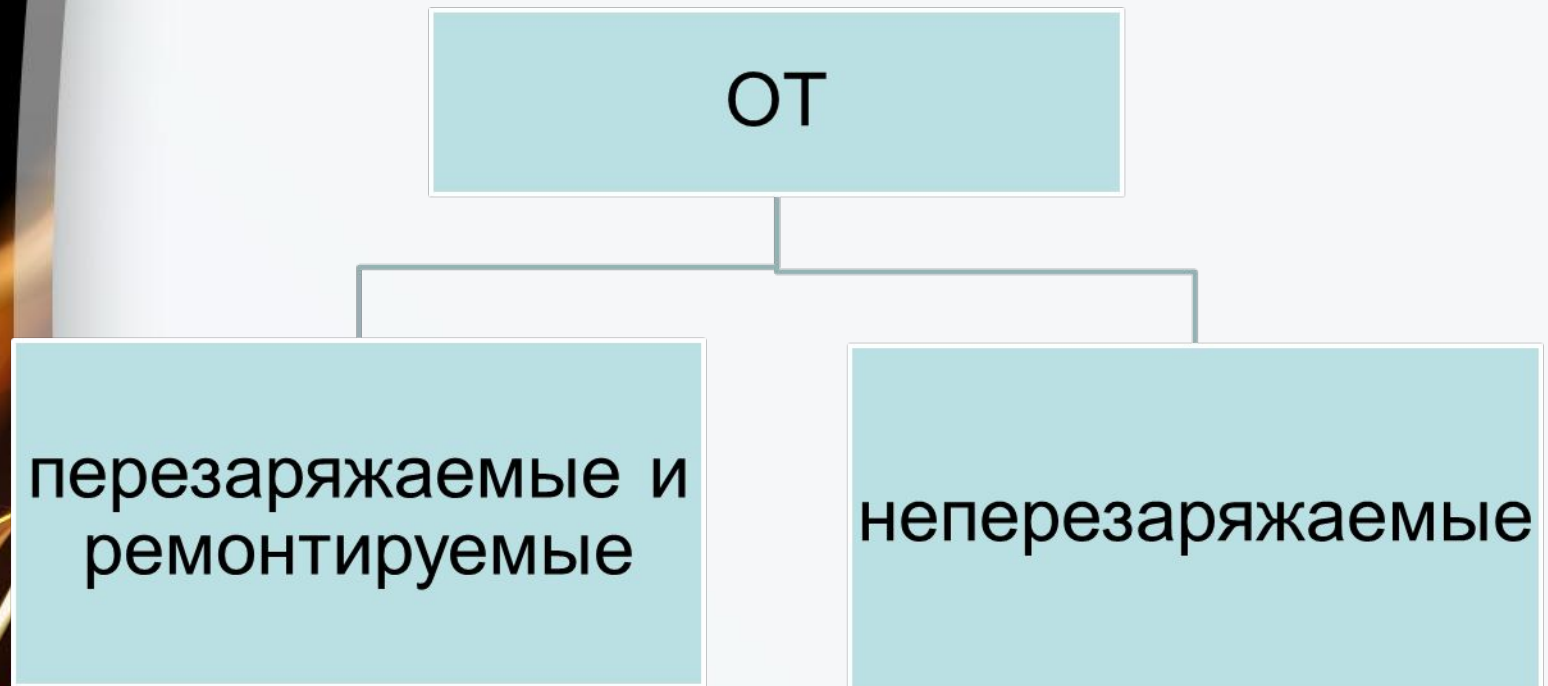 ОТ
перезаряжаемые и
ремонтируемые
неперезаряжаемые